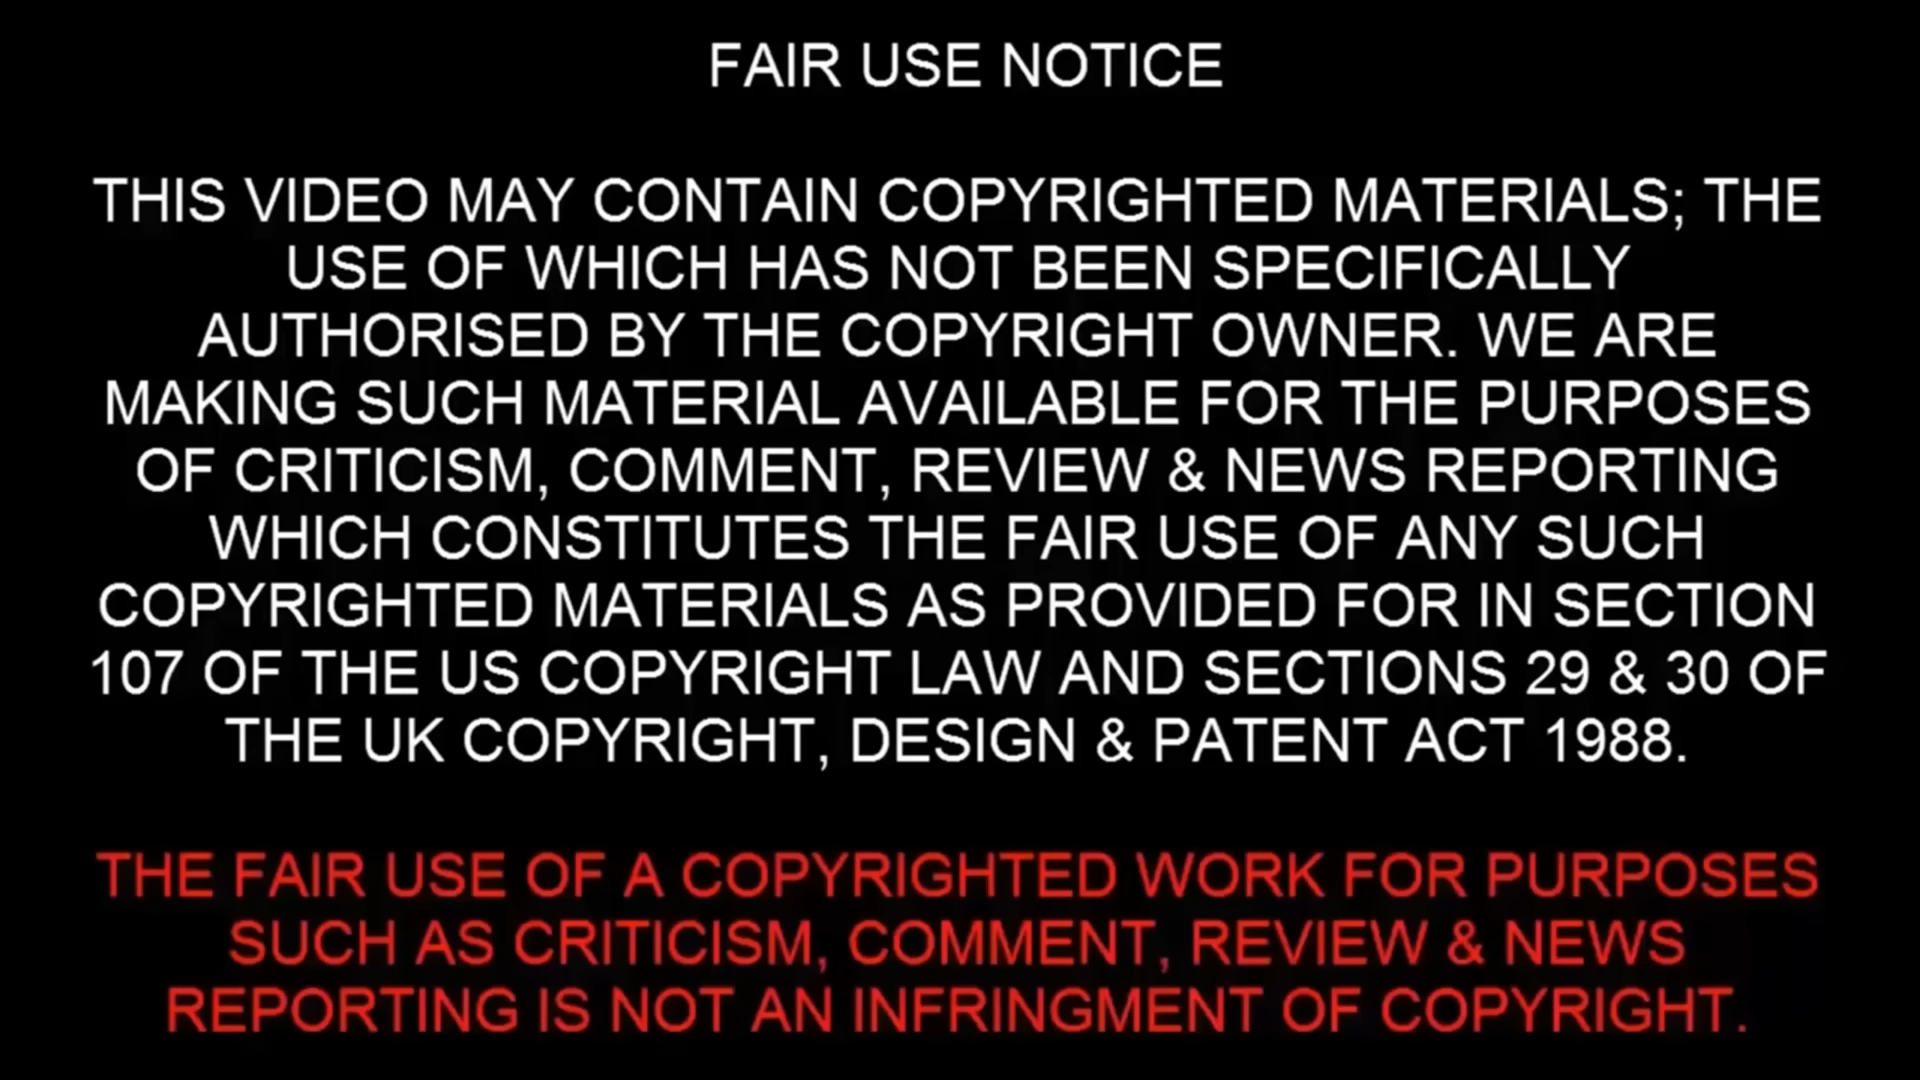 FAIR USE NOTICE
THIS VIDEO MAY CONTAIN COPYRIGHTED MATERIALS; THE
USE OF WHICH HAS NOT BEEN SPECIFICALLY
AUTHORISED BY THE COPYRIGHT OWNER. WE ARE
MAKING SUCH MATERIAL AVAILABLE FOR THE PURPOSES
OF CRITICISM, COMMENT, REVIEW & NEWS REPORTING
WHICH CONSTITUTES THE FAIR USE OF ANY SUCH
COPYRIGHTED MATERIALS AS PROVIDED FOR IN SECTION
107 OF THE US COPYRIGHT LAW AND SECTIONS 29 & 30 OF
THE UK COPYRIGHT, DESIGN & PATENT ACT 1988.
THE FAIR USE OF A COPYRIGHTED WORK FOR PURPOSES
SUCH AS CRITICISM, COMMENT, REVIEW & NEWS
REPORTING IS NOT AN INFRINGMENT OF COPYRIGHT.